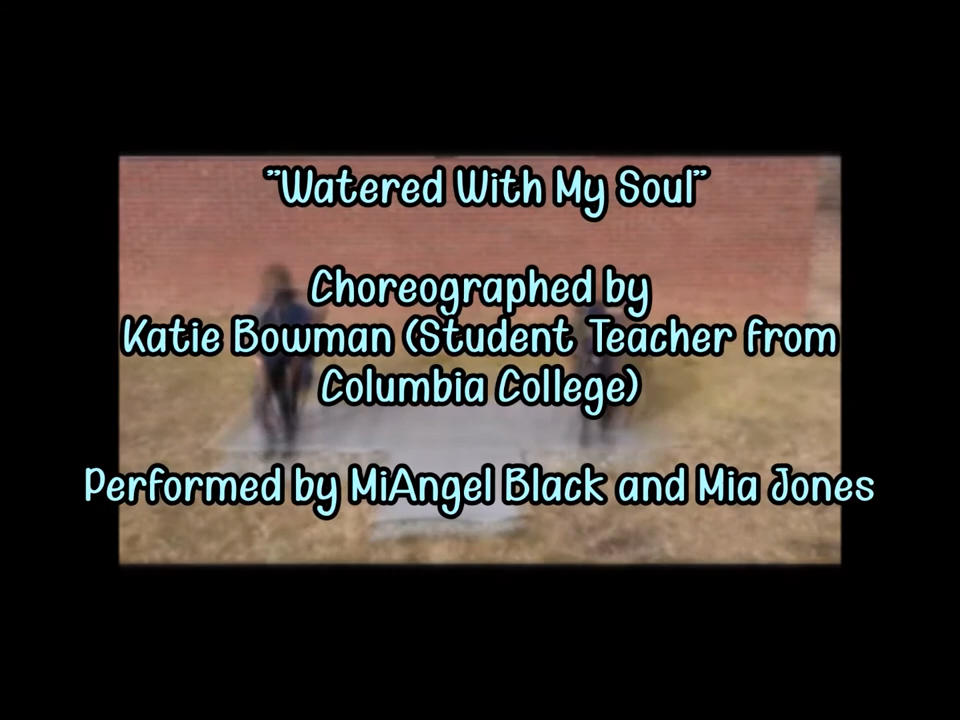 "Watered With My Soul"
Choreographed by
Katie Bowman (Student Teacher from
Columbia College)
Performed by MiAngel Black and Mia Jones